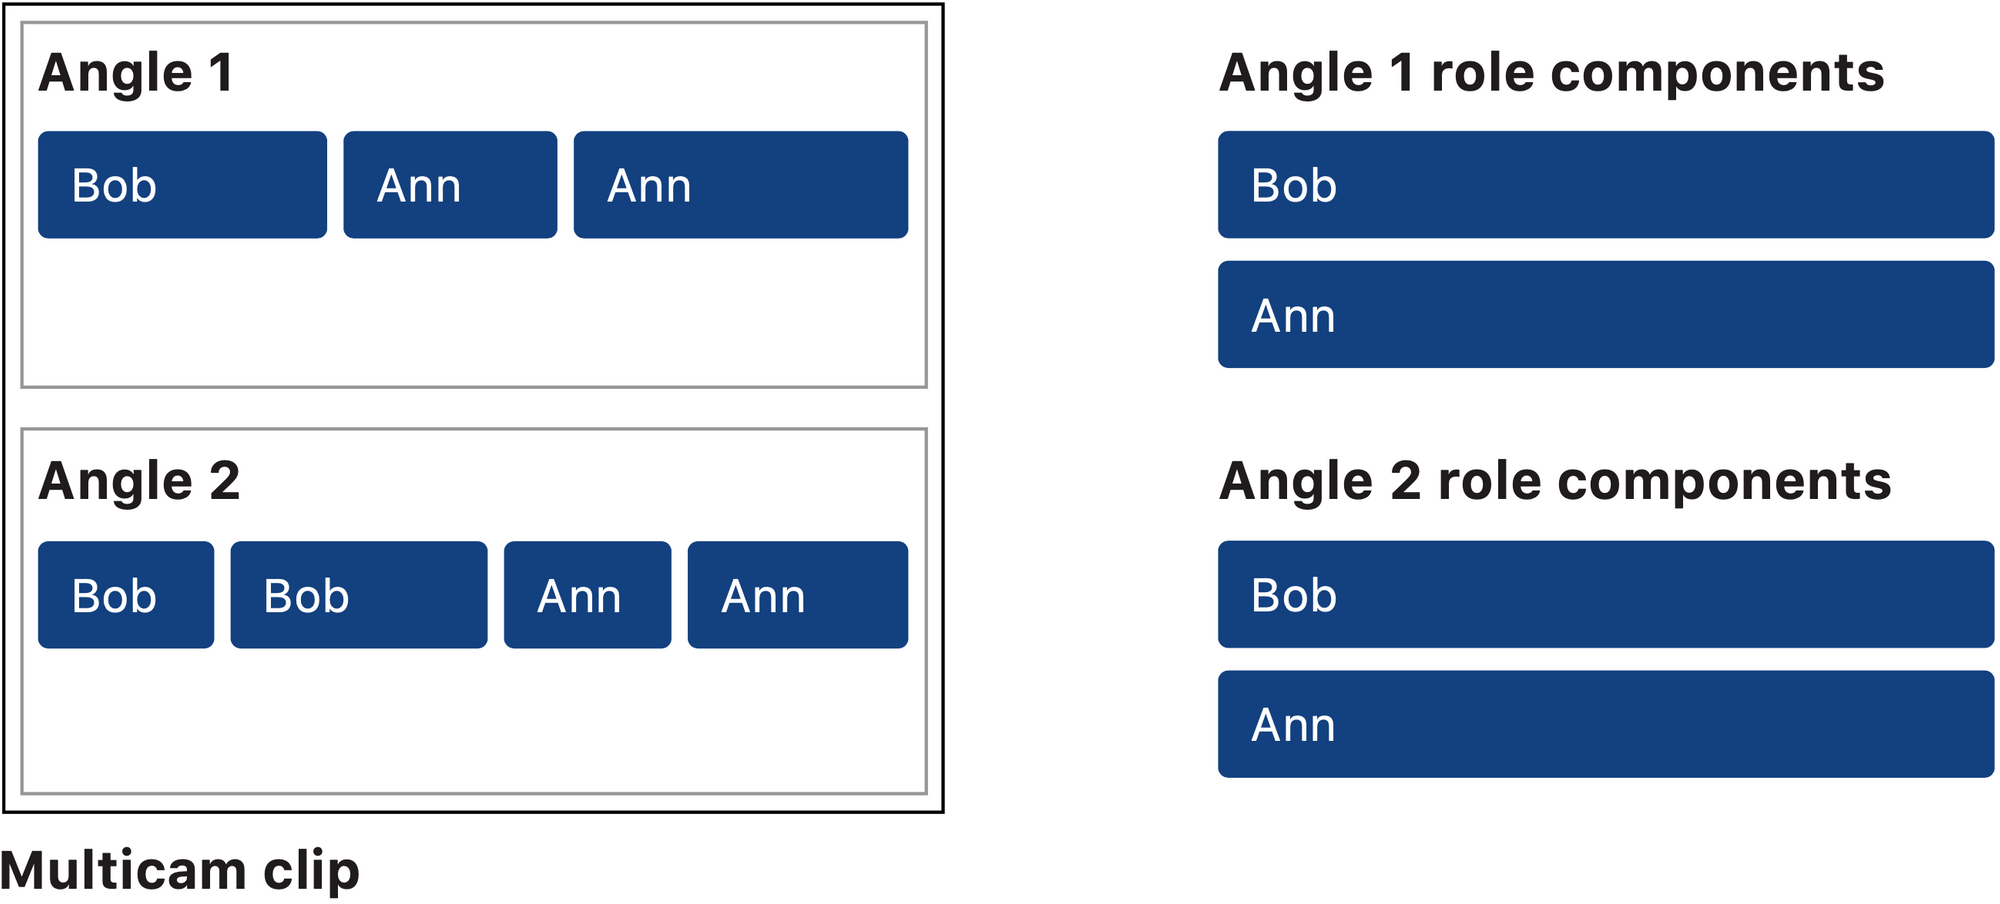 Angle 1
Bob Ann Ann
Angle 2
Bob Bob Ann Ann
Multicam clip
Angle 1 role components
Bob
Ann
Angle 2 role components
Bob
Ann